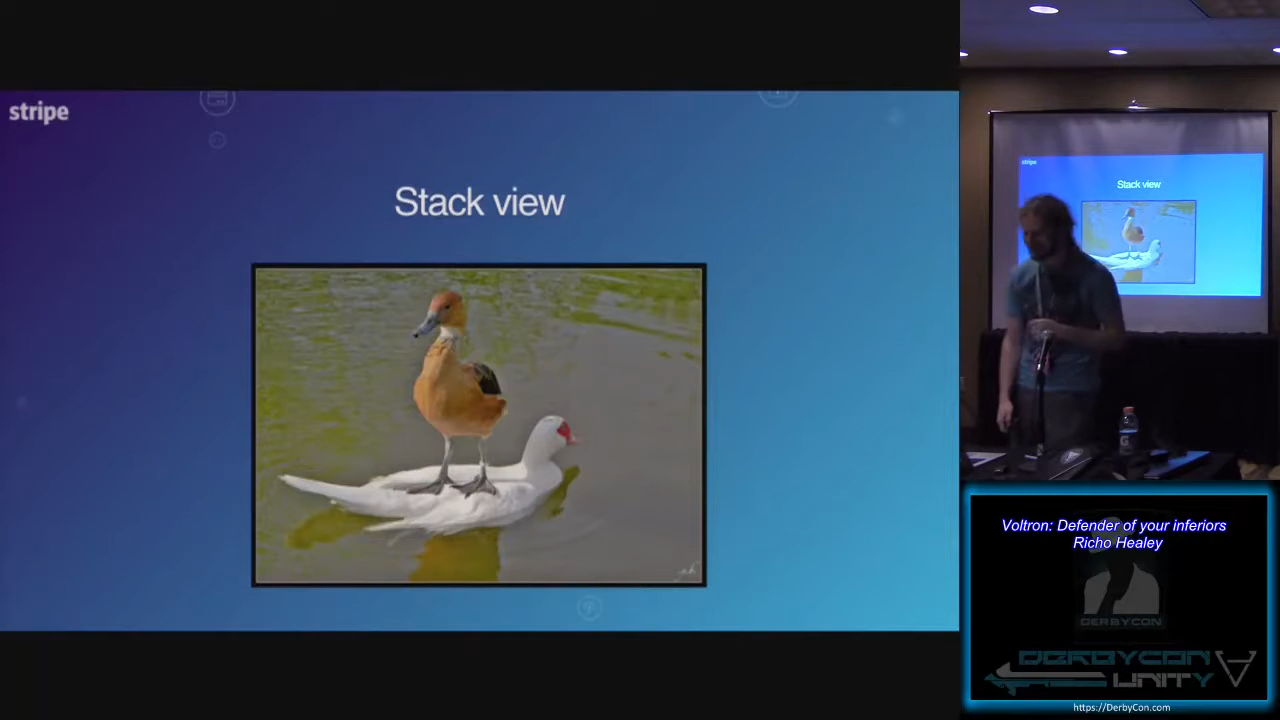 stripe
Stack view
stripe
Stack view
G
Voltron: Defender of your inferiors
Richo Healey
DERBYCON
DERBYCON
UNITY
https://DerbyCon.com